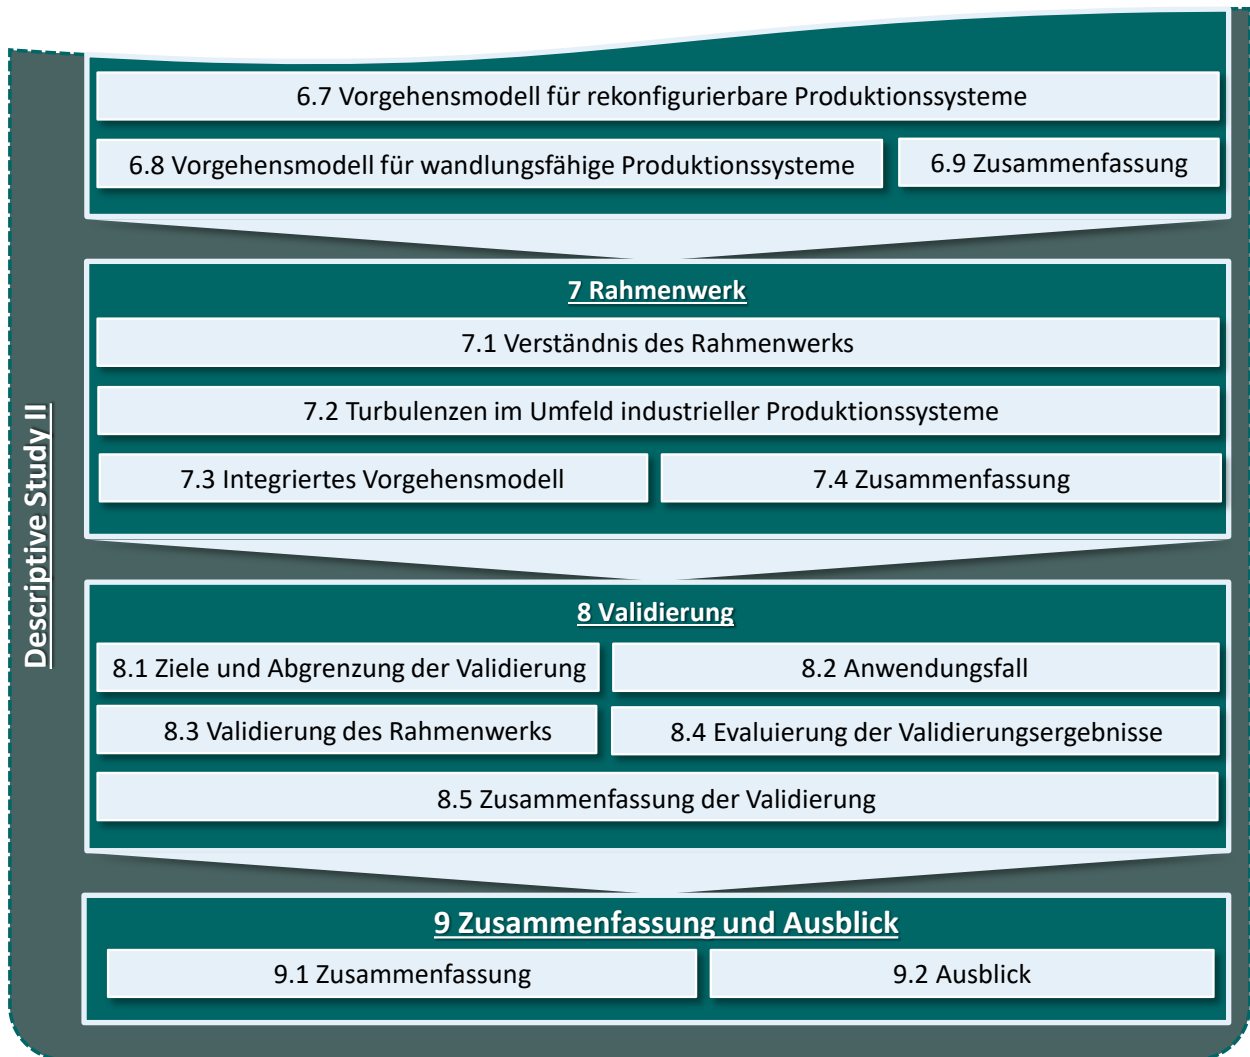 6.7 Vorgehensmodell für rekonfigurierbare Produktionssysteme
6.8 Vorgehensmodell für wandlungsfähige Produktionssysteme
6.9 Zusammenfassung
Descriptive Study II
7 Rahmenwerk
7.1 Verständnis des Rahmenwerks
7.2 Turbulenzen im Umfeld industrieller Produktionssysteme
7.3 Integriertes Vorgehensmodell
7.4 Zusammenfassung
8 Validierung
8.1 Ziele und Abgrenzung der Validierung
8.2 Anwendungsfall
8.3 Validierung des Rahmenwerks
8.4 Evaluierung der Validierungsergebnisse
8.5 Zusammenfassung der Validierung
9 Zusammenfassung und Ausblick
9.1 Zusammenfassung
9.2 Ausblick